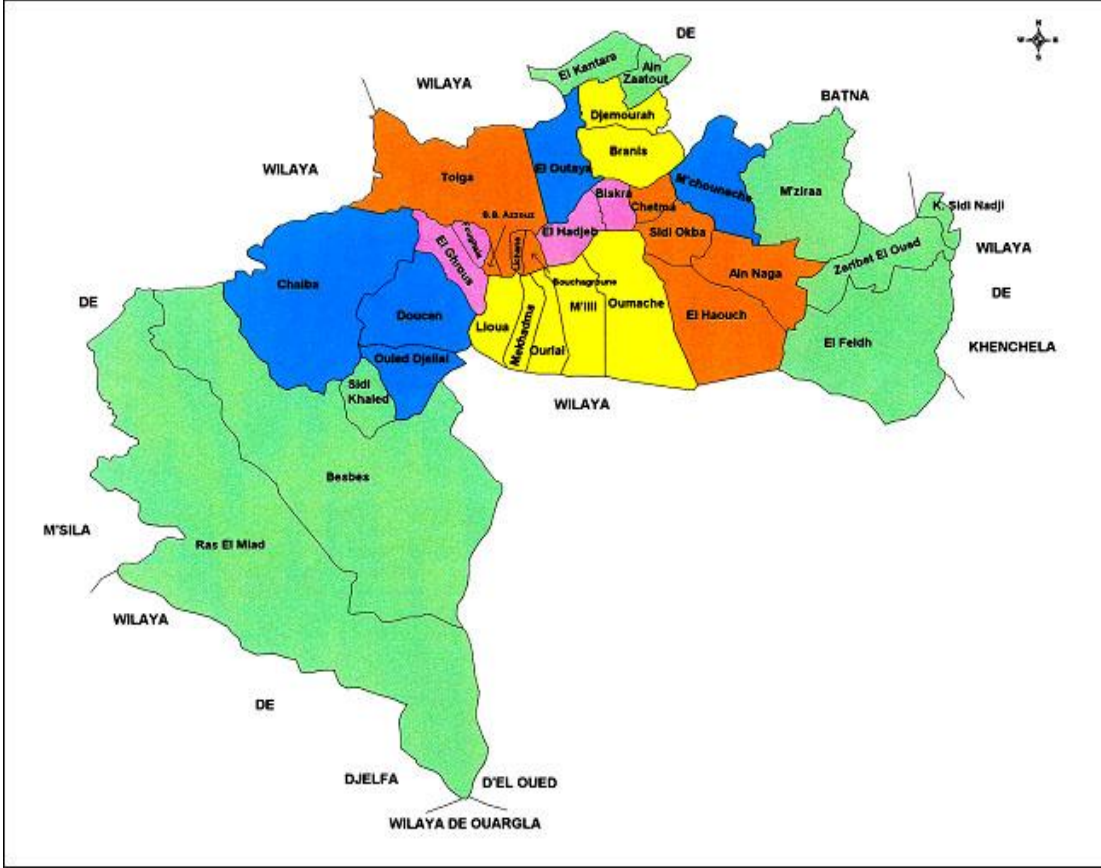 N
W E
S
DE
El Kantara
Ain
Zaatout
WILAYA
BATNA
Djemourah
Branis
El Outaya
WILAYA
Tolga
M'chouneche
M'ziraa
Biskra
Chetma
K. Sidi Nadji
B.B. Azzouz
El Hadjeb
Sidi Okba
Foughala
Lichana
El Ghrous
WILAYA
Zeribet El Oued
Ain Naga
Chaiba
Bouchagroune
DE
DE
M'lili
Oumache
Doucen
El Haouch
Lioua
Mekhadma
Ourlal
El Feidh
KHENCHELA
Ouled Djellal
Sidi
Khaled
WILAYA
Besbes
M'SILA
Ras El Miad
WILAYA
DE
DJELFA
D'EL OUED
WILAYA DE OUARGLA